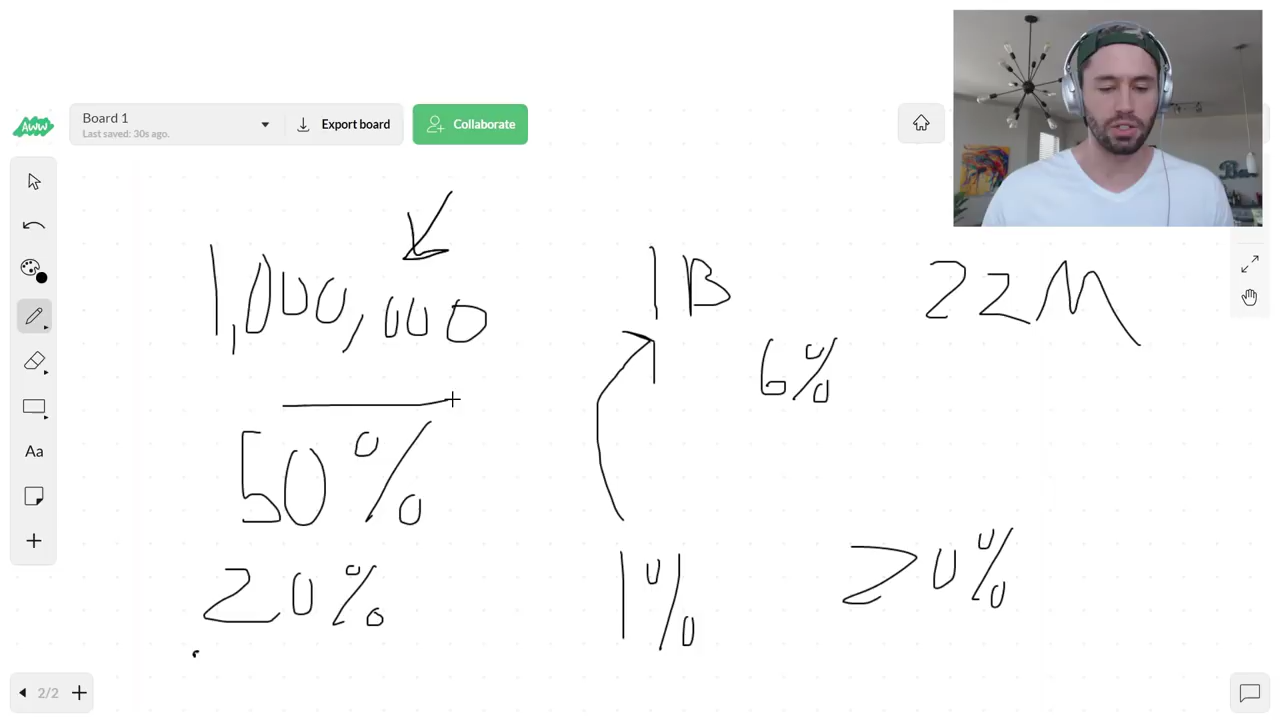 Board 1
Last saved: 30s ago.
Export board
Collaborate
AWW
1,000,000
1B
22M
6%
50%
20%
1%
20%
Aa
2/2